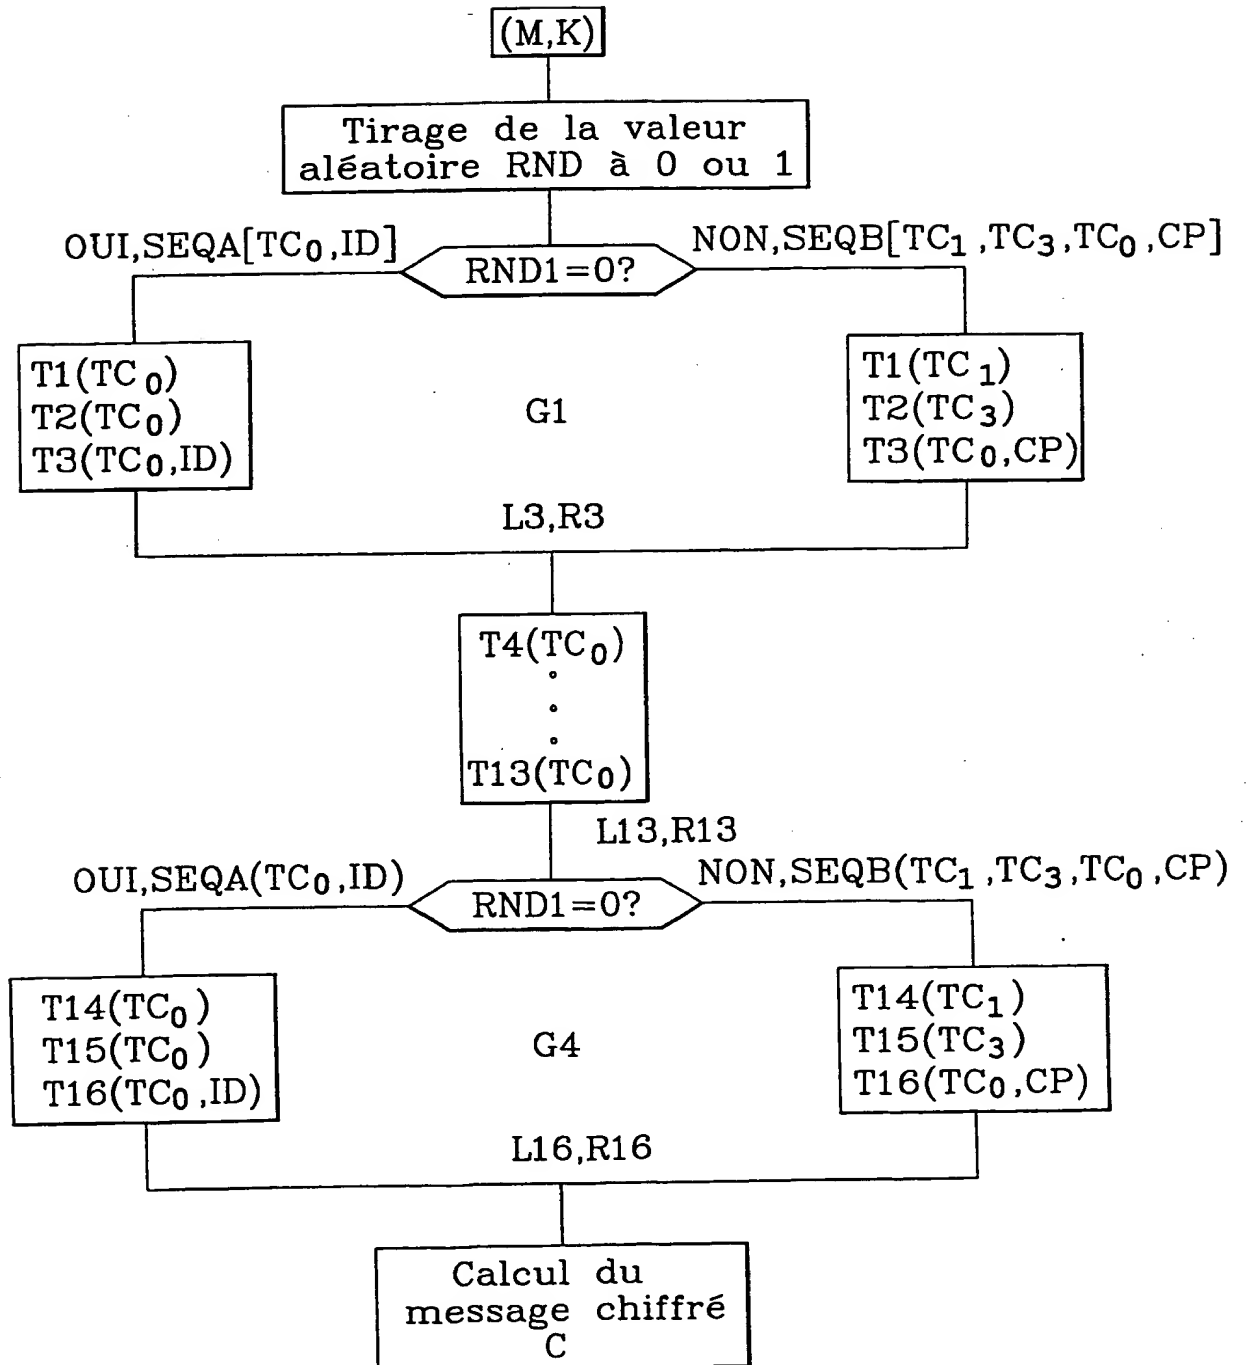 (M,K)
Tirage de la valeur
aléatoire RND à 0 ou 1
OUI,SEQA[TC0,ID]
NON,SEQB[TC1,TC3,TC0,CP]
RND1=0?
T1(TC0)
T2(TC0)
T3(TC0,ID)
G1
T1(TC1)
T2(TC3)
T3(TC0,CP)
L3,R3
T4(TC0)
T13(TC0)
L13,R13
OUI,SEQA(TC0,ID)
NON,SEQB(TC1,TC3,TC0,CP)
RND1=0?
T14(TC0)
T15(TC0)
T16(TC0,ID)
G4
T14(TC1)
T15(TC3)
T16(TC0,CP)
L16,R16
Calcul du
message chiffré
C